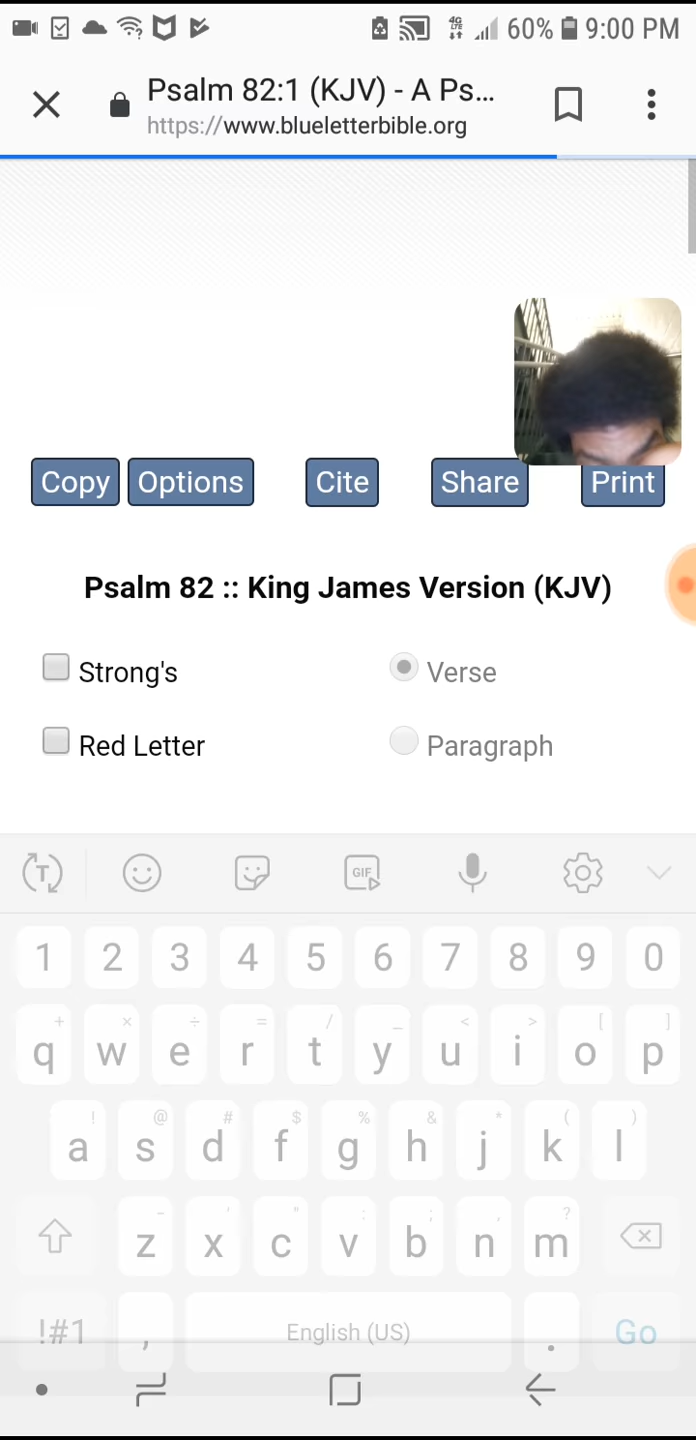 60% 9:00 PM
Psalm 82:1 (KJV) - A Ps...
https://www.blueletterbible.org
Copy Options Cite Share Print
Psalm 82 :: King James Version (KJV)
Strong's Verse
Red Letter Paragraph
T GIF
1 2 3 4 5 6 7 8 9 0
+ × ÷ = / _ < > [ ]
q w e r t y u i o p
! @ # $ % & * ( )
a s d f g h j k l
- ' " : ; , ?
z x c v b n m
!#1 , English (US) . Go